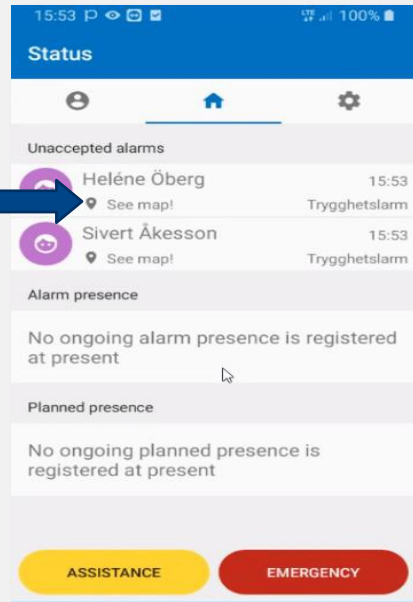 15:53 100%
Status
Unaccepted alarms
Heléne Öberg 15:53
See map! Trygghetslarm
Sivert Åkesson 15:53
See map! Trygghetslarm
Alarm presence
No ongoing alarm presence is registered
at present
Planned presence
No ongoing planned presence is
registered at present
ASSISTANCE EMERGENCY